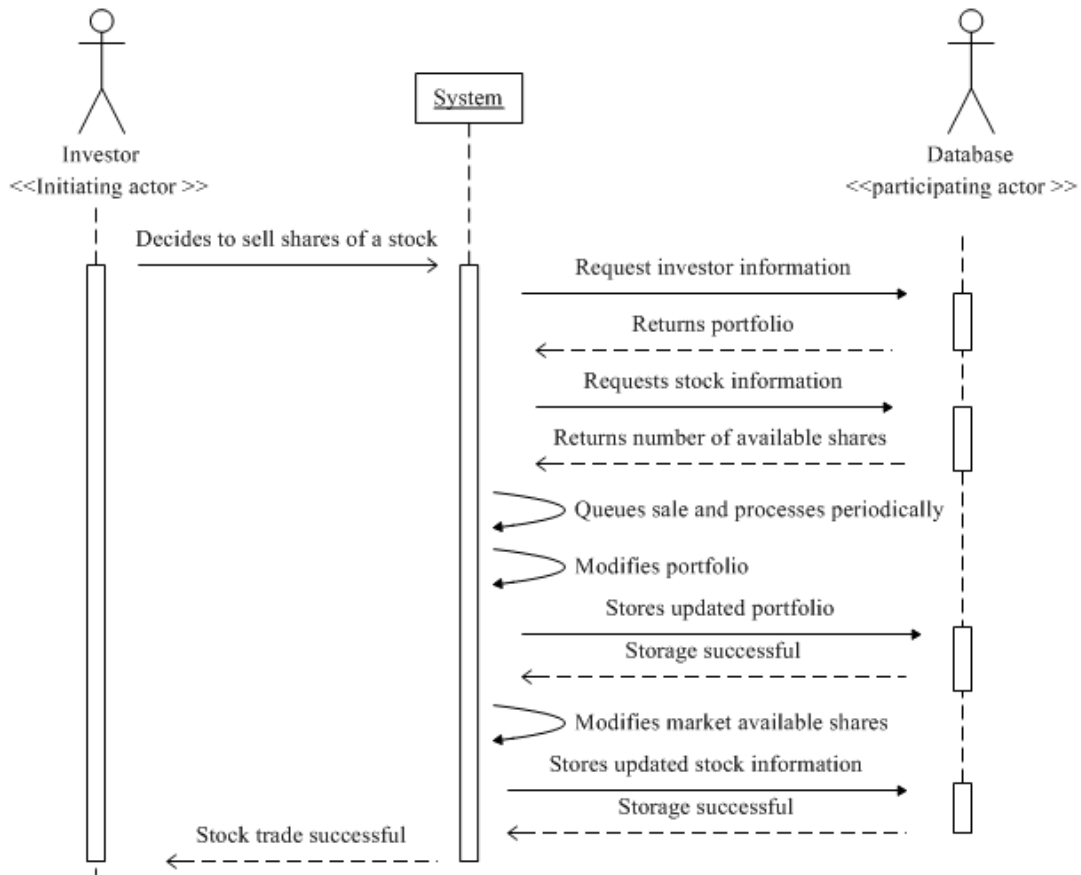 System
Investor
<<Initiating actor >>
Database
<<participating actor >>
Decides to sell shares of a stock
Request investor information
Returns portfolio
Requests stock information
Returns number of available shares
Queues sale and processes periodically
Modifies portfolio
Stores updated portfolio
Storage successful
Modifies market available shares
Stores updated stock information
Storage successful
Stock trade successful